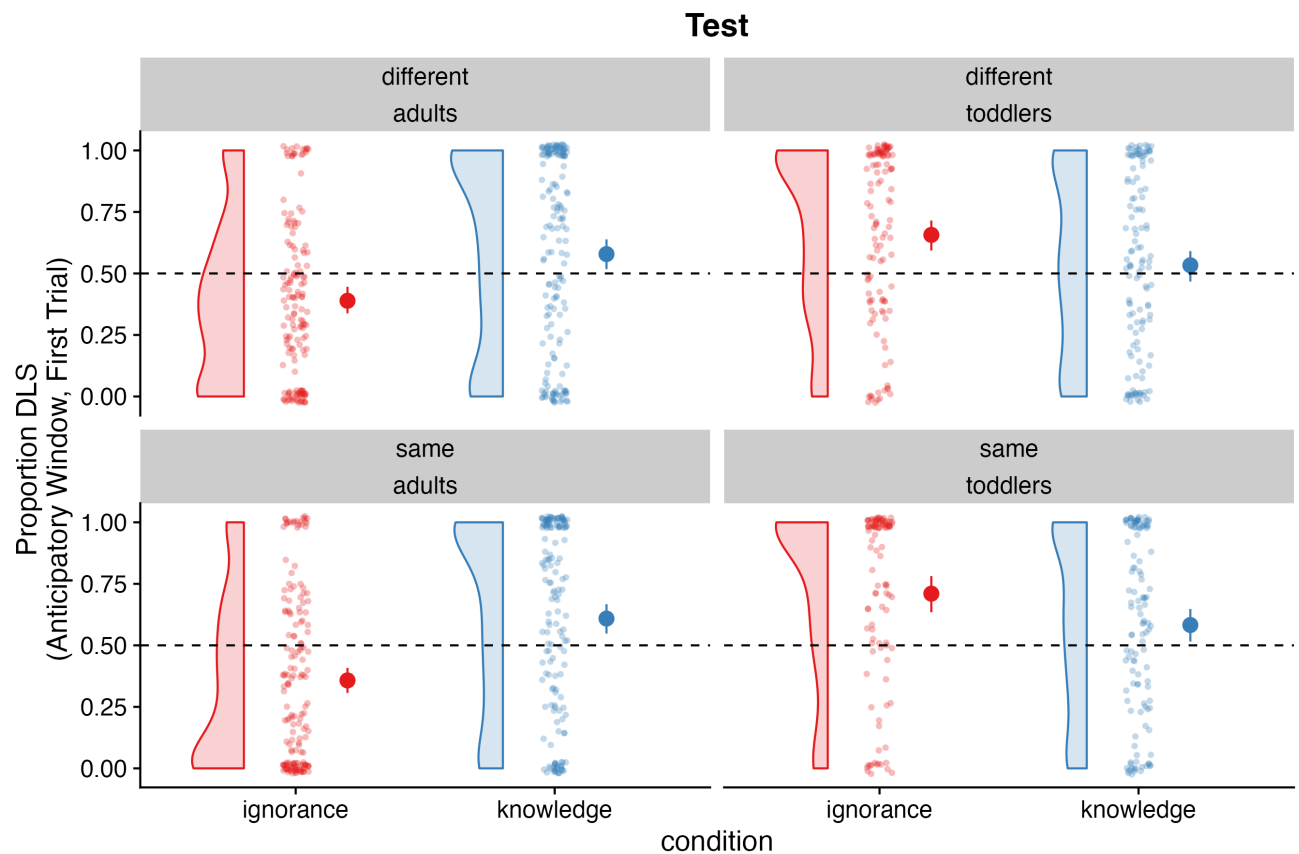 Test
different
adults
different
toddlers
1.00
0.75
0.50
0.25
0.00
same
adults
same
toddlers
1.00
0.75
0.50
0.25
0.00
Proportion DLS
(Anticipatory Window, First Trial)
ignorance
knowledge
ignorance
knowledge
condition